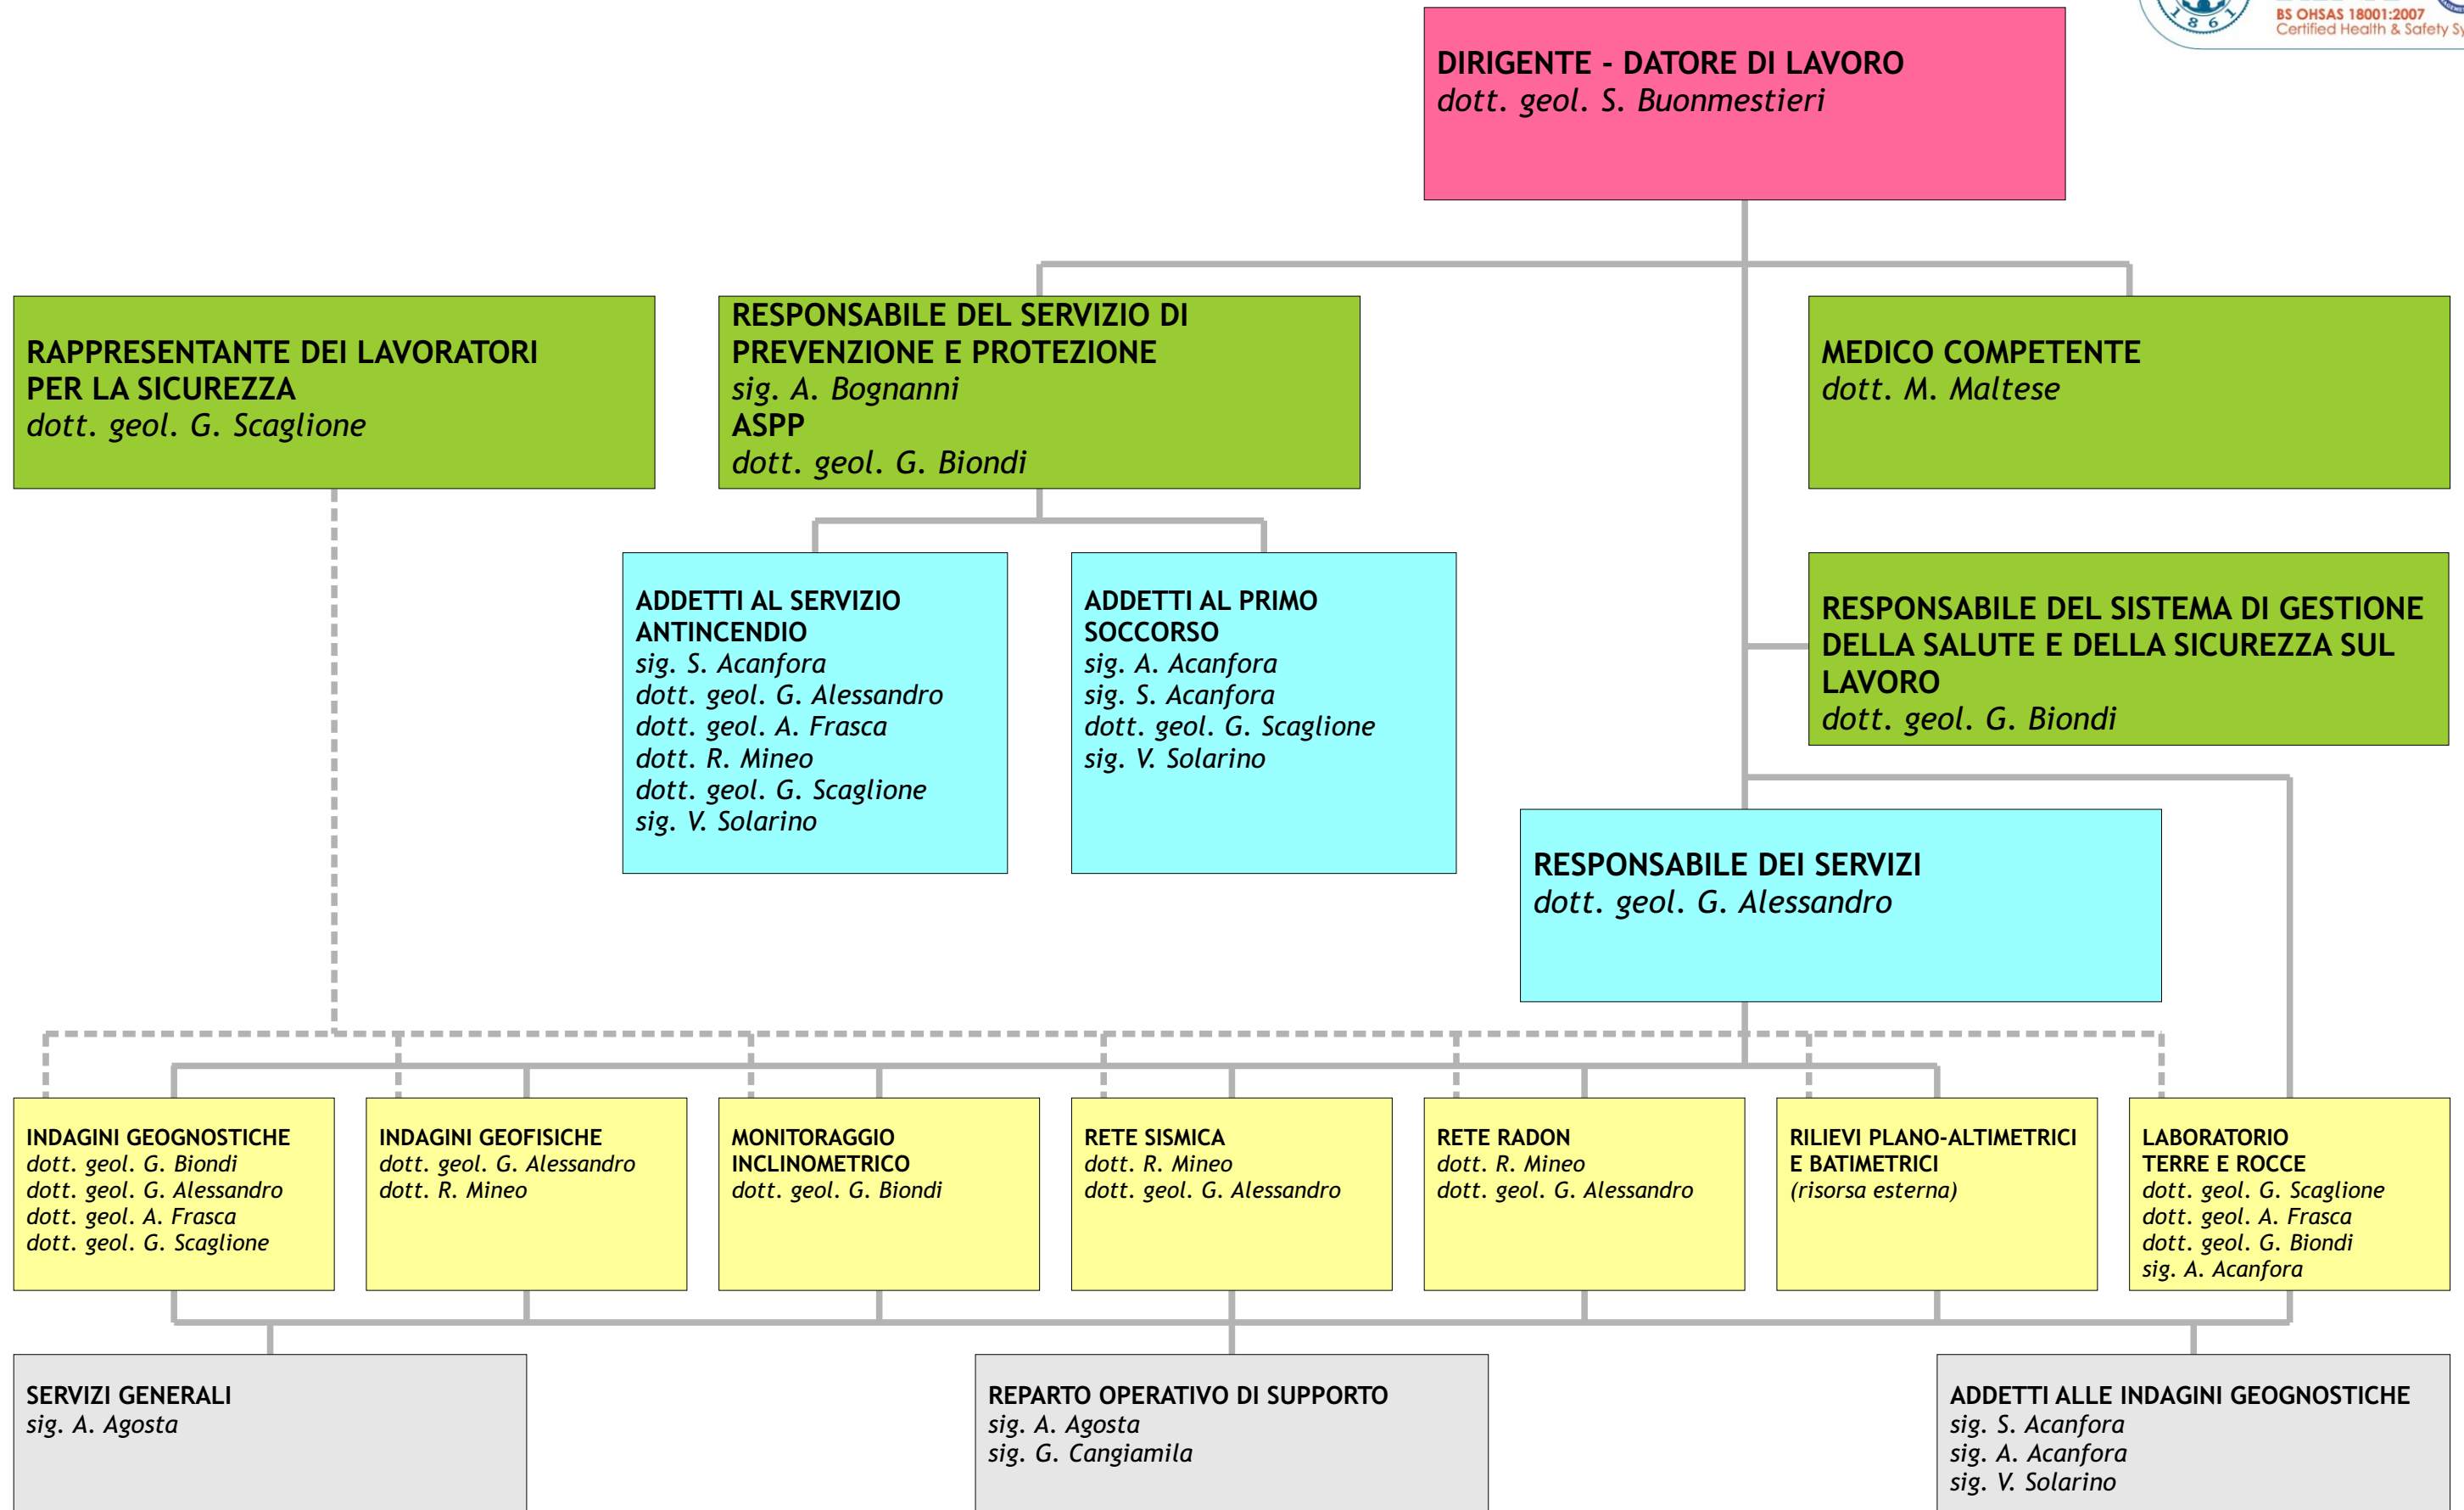 1861
BS OHSAS 18001:2007
Certified Health & Safety
DIRIGENTE - DATORE DI LAVORO
dott. geol. S. Buonmestieri
RAPPRESENTANTE DEI LAVORATORI
PER LA SICUREZZA
dott. geol. G. Scaglione
RESPONSABILE DEL SERVIZIO DI
PREVENZIONE E PROTEZIONE
sig. A. Bognanni
ASPP
dott. geol. G. Biondi
MEDICO COMPETENTE
dott. M. Maltese
ADDETTI AL SERVIZIO
ANTINCENDIO
sig. S. Acanfora
dott. geol. G. Alessandro
dott. geol. A. Frasca
dott. R. Mineo
dott. geol. G. Scaglione
sig. V. Solarino
ADDETTI AL PRIMO
SOCCORSO
sig. A. Acanfora
sig. S. Acanfora
dott. geol. G. Scaglione
sig. V. Solarino
RESPONSABILE DEL SISTEMA DI GESTIONE
DELLA SALUTE E DELLA SICUREZZA SUL
LAVORO
dott. geol. G. Biondi
RESPONSABILE DEI SERVIZI
dott. geol. G. Alessandro
INDAGINI GEOGNOSTICHE
dott. geol. G. Biondi
dott. geol. G. Alessandro
dott. geol. A. Frasca
dott. geol. G. Scaglione
INDAGINI GEOFISICHE
dott. geol. G. Alessandro
dott. R. Mineo
MONITORAGGIO
INCLINOMETRICO
dott. geol. G. Biondi
RETE SISMICA
dott. R. Mineo
dott. geol. G. Alessandro
RETE RADON
dott. R. Mineo
dott. geol. G. Alessandro
RILIEVI PLANO-ALTIMETRICI
E BATIMETRICI
(risorsa esterna)
LABORATORIO
TERRE E ROCCE
dott. geol. G. Scaglione
dott. geol. A. Frasca
dott. geol. G. Biondi
sig. A. Acanfora
SERVIZI GENERALI
sig. A. Agosta
REPARTO OPERATIVO DI SUPPORTO
sig. A. Agosta
sig. G. Cangiamila
ADDETTI ALLE INDAGINI GEOGNOSTICHE
sig. S. Acanfora
sig. A. Acanfora
sig. V. Solarino